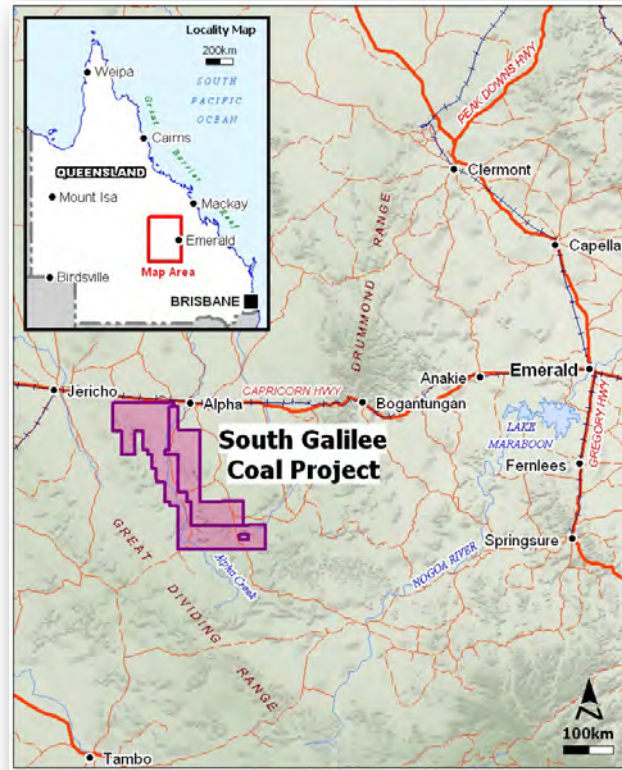 Locality Map
200km
SOUTH
PACIFIC
OCEAN
Weipa
Great Barrier Reef
Cairns
QUEENSLAND
Mount Isa
Mackay
Emerald
Map Area
Birdsville
BRISBANE
PEAK DOWNS HWY
Clermont
DRUMMOND RANGE
Capella
Jericho
Alpha
CAPRICORN HWY
Bogantungan
Anakie
Emerald
South Galilee
Coal Project
LAKE
MARABOON
GREGORY HWY
Fernlees
Springsure
NOGOA RIVER
Alpha Creek
GREAT DIVIDING RANGE
Tambo
100km